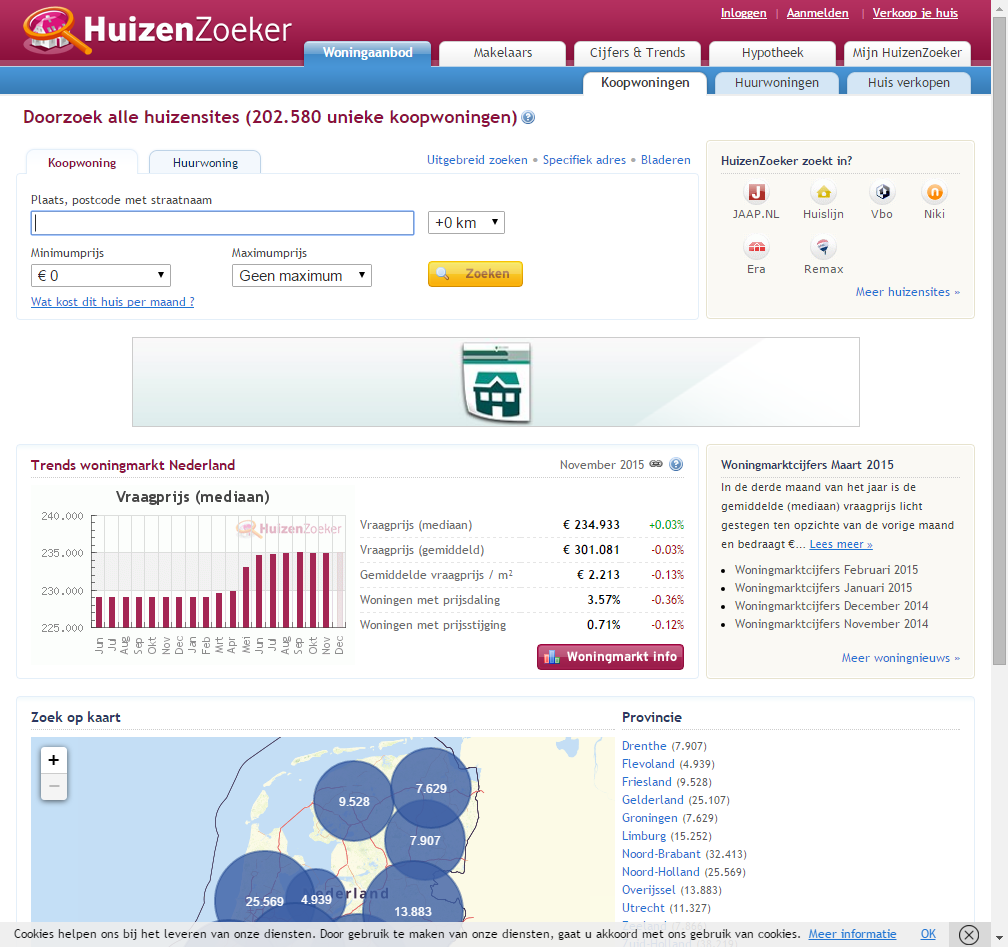 Inloggen | Aanmelden | Verkoop je huis
HuizenZoeker
Woningaanbod Makelaars Cijfers & Trends Hypotheek Mijn HuizenZoeker
Koopwoningen Huurwoningen Huis verkopen
Doorzoek alle huizensites (202.580 unieke koopwoningen) ?
Koopwoning Huurwoning
Uitgebreid zoeken • Specifiek adres • Bladeren
Plaats, postcode met straatnaam
+0 km
Minimumprijs Maximumprijs
€ 0 Geen maximum
Zoeken
Wat kost dit huis per maand ?
HuizenZoeker zoekt in?
JAAP.NL Huislijn Vbo Niki
Era Remax
Meer huizensites »
Trends woningmarkt Nederland
November 2015 ?
Vraagprijs (mediaan)
HuizenZoeker
240.000
235.000
230.000
225.000
Jun Jul Aug Sep Okt Nov Dec Jan Feb Mrt Apr Mei Jun Jul Aug Sep Okt Nov Dec
Vraagprijs (mediaan) € 234.933 +0.03%
Vraagprijs (gemiddeld) € 301.081 -0.03%
Gemiddelde vraagprijs / m² € 2.213 -0.13%
Woningen met prijsdaling 3.57% -0.36%
Woningen met prijsstijging 0.71% -0.12%
Woningmarkt info
Woningmarktcijfers Maart 2015
In de derde maand van het jaar is de
gemiddelde (mediaan) vraagprijs licht
gestegen ten opzichte van de vorige maand
en bedraagt €... Lees meer »
Woningmarktcijfers Februari 2015
Woningmarktcijfers Januari 2015
Woningmarktcijfers December 2014
Woningmarktcijfers November 2014
Meer woningnieuws »
Zoek op kaart
+
−
9.528
7.629
7.907
25.569
4.939
13.883
Provincie
Drenthe (7.907)
Flevoland (4.939)
Friesland (9.528)
Gelderland (25.107)
Groningen (7.629)
Limburg (15.252)
Noord-Brabant (32.413)
Noord-Holland (25.569)
Overijssel (13.883)
Utrecht (11.327)
Cookies helpen ons bij het leveren van onze diensten. Door gebruik te maken van onze diensten, gaat u akkoord met ons gebruik van cookies. Meer informatie OK